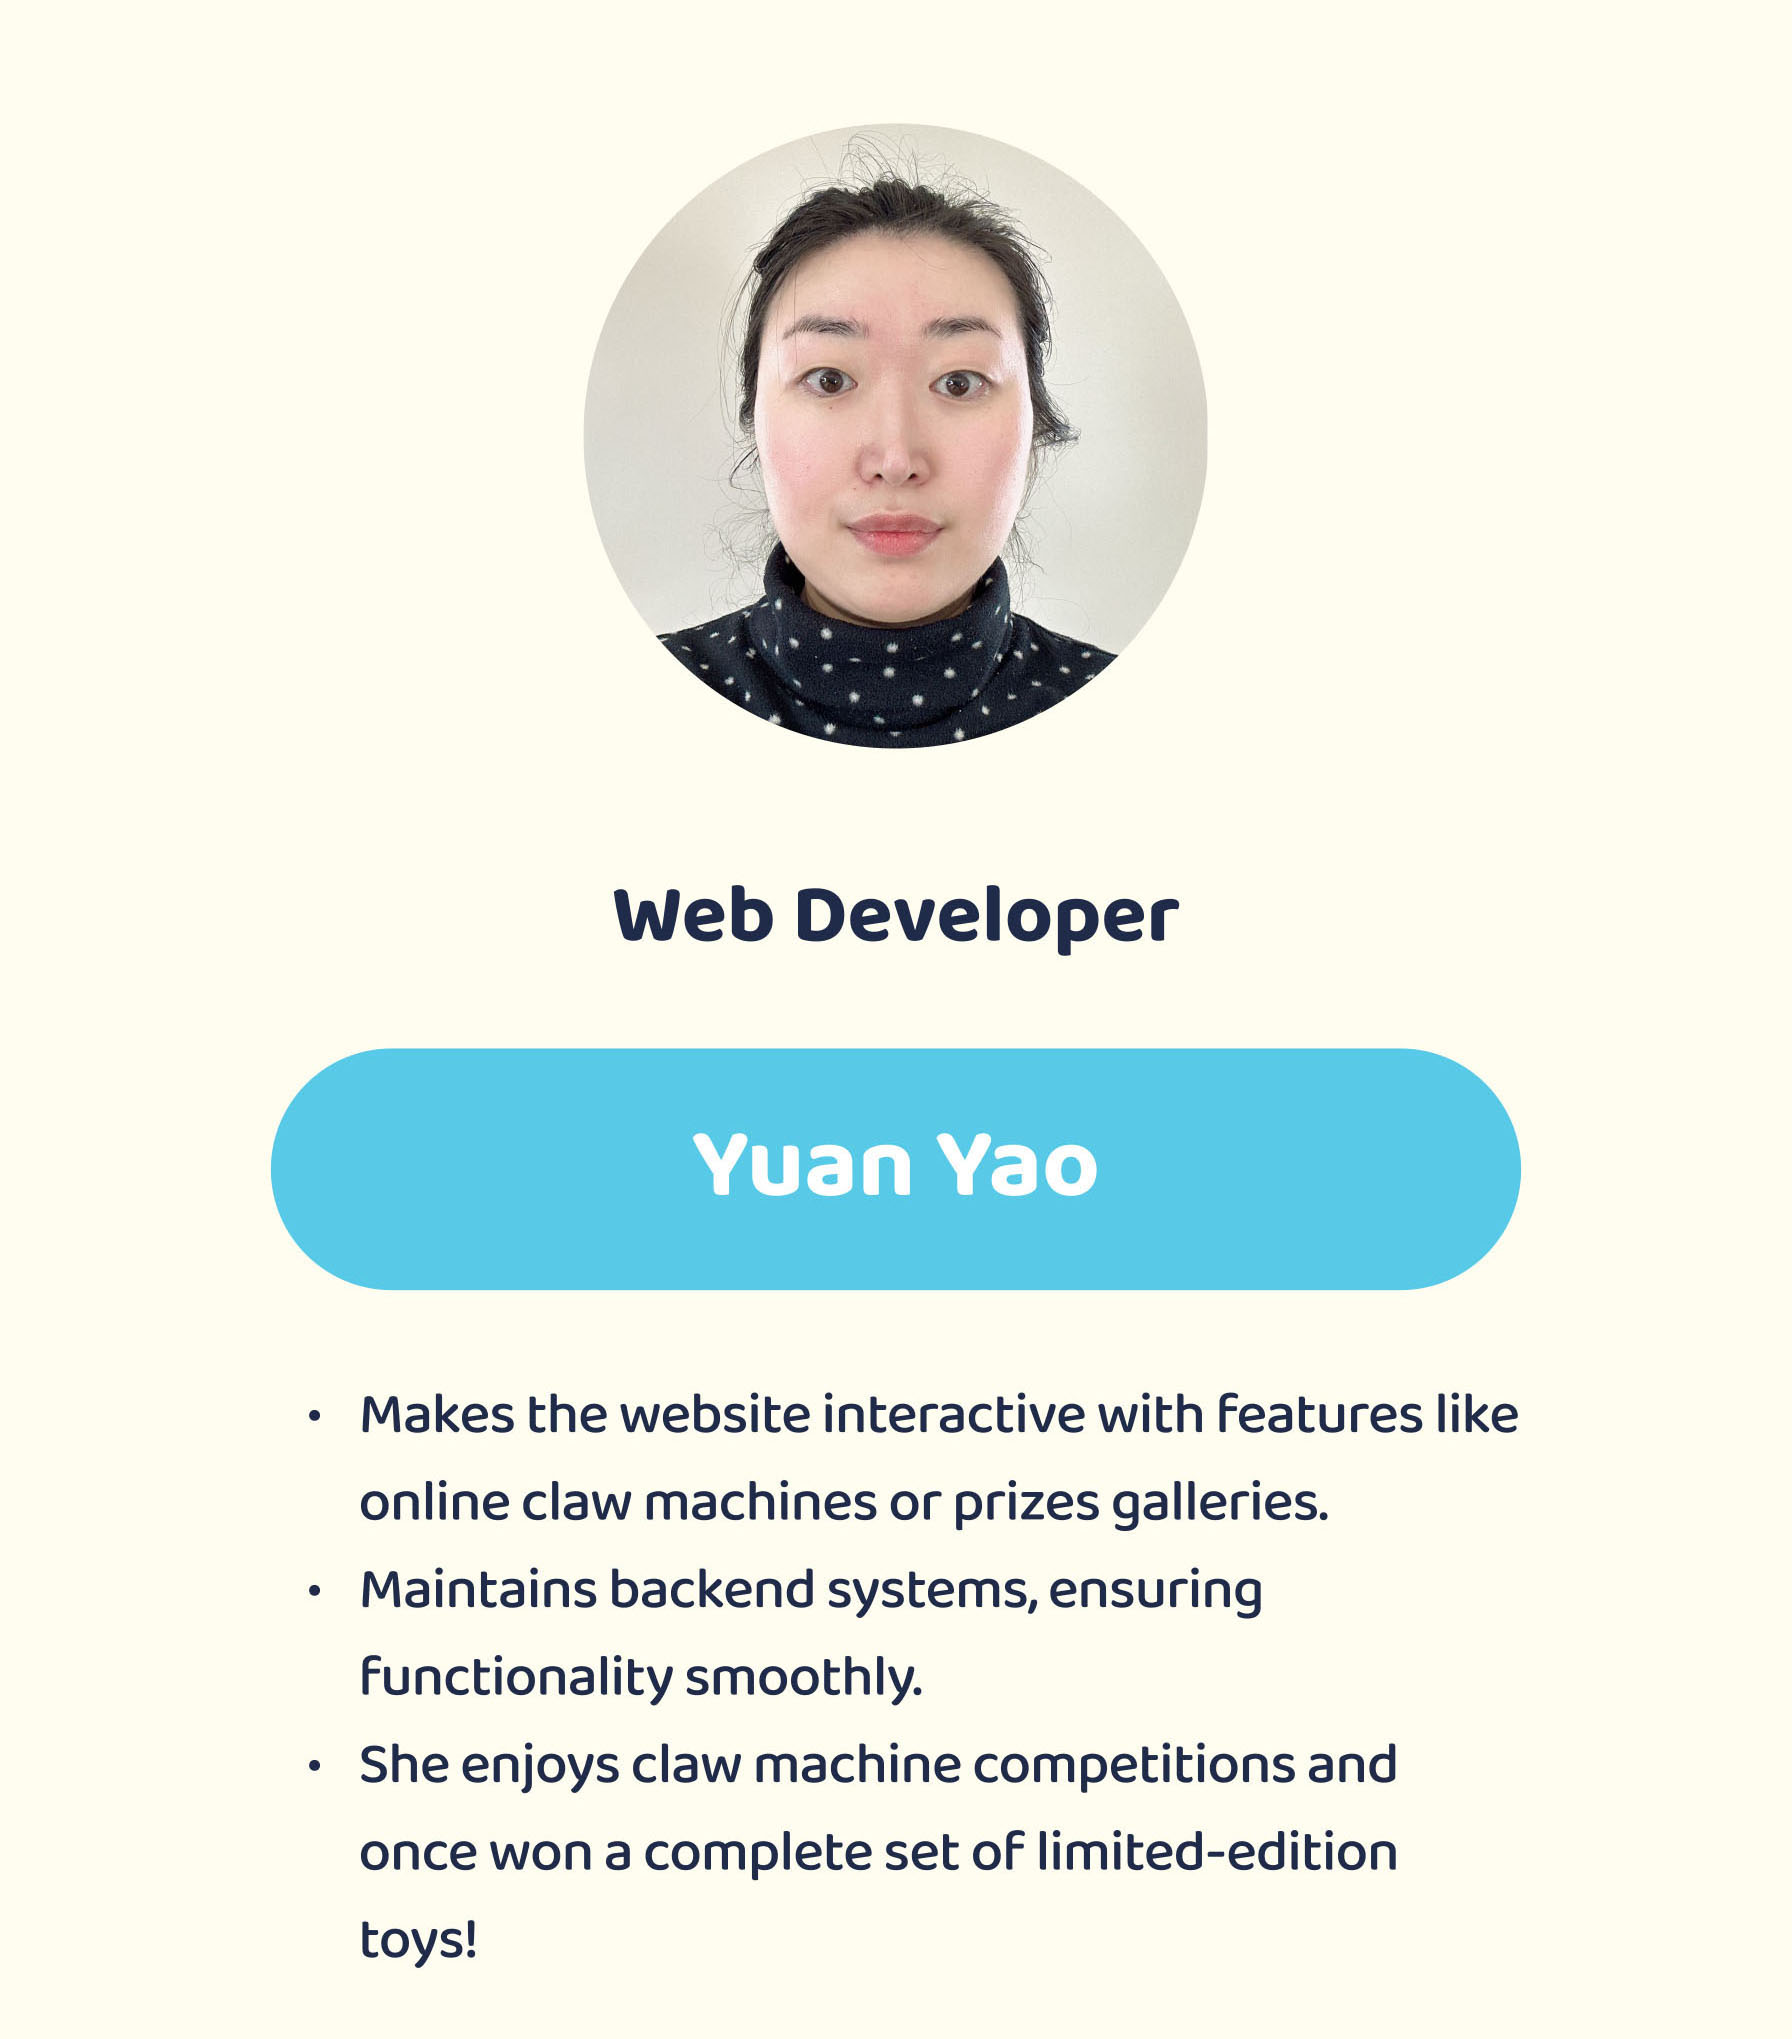 Web Developer
Yuan Yao
• Makes the website interactive with features like
online claw machines or prizes galleries.
• Maintains backend systems, ensuring
functionality smoothly.
• She enjoys claw machine competitions and
once won a complete set of limited-edition
toys!